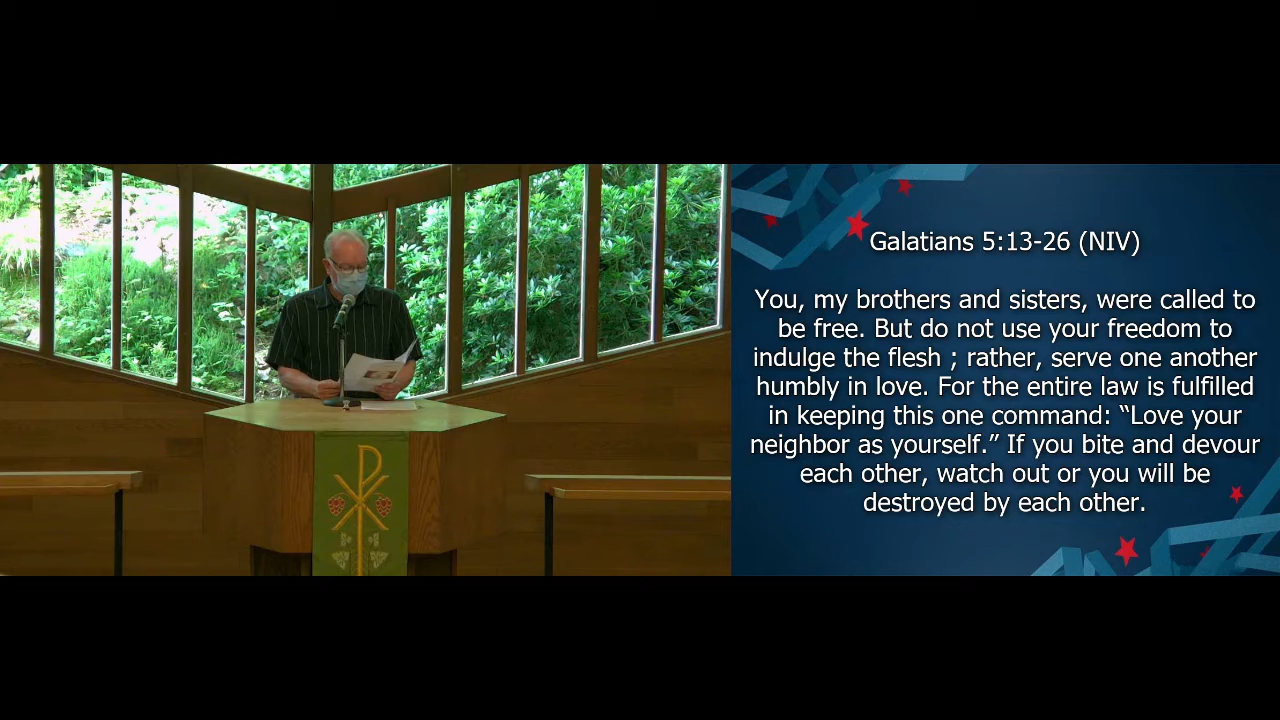 Galatians 5:13-26 (NIV)
You, my brothers and sisters, were called to
be free. But do not use your freedom to
indulge the flesh ; rather, serve one another
humbly in love. For the entire law is fulfilled
in keeping this one command: “Love your
neighbor as yourself.” If you bite and devour
each other, watch out or you will be
destroyed by each other.